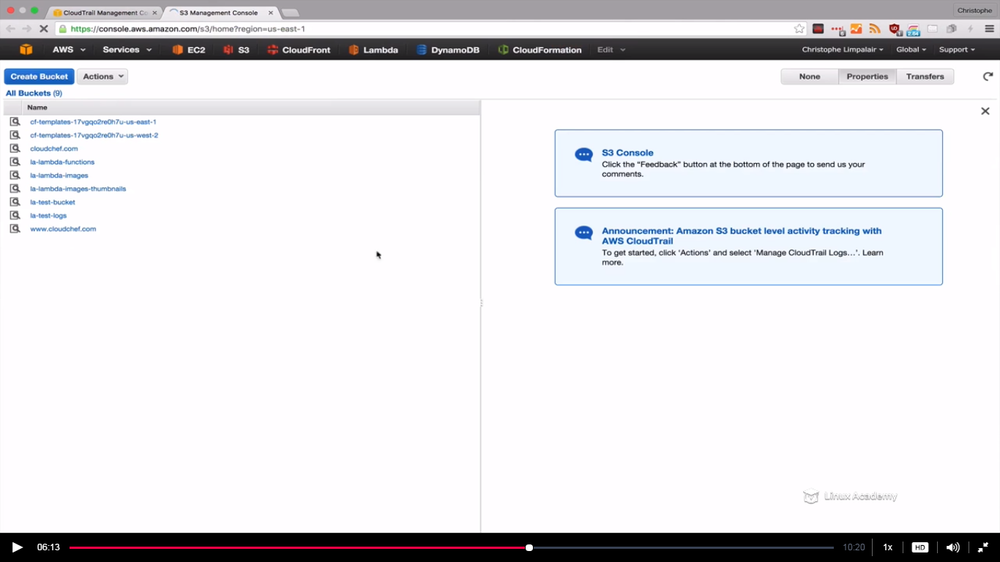 CloudTrail Management Co
S3 Management Console
Christophe
https://console.aws.amazon.com/s3/home?region=us-east-1
AWS Services EC2 S3 CloudFront Lambda DynamoDB CloudFormation Edit Christophe Limpalair Global Support
Create Bucket Actions None Properties Transfers
All Buckets (9)
Name
cf-templates-17vgqo2re0h7u-us-east-1
cf-templates-17vgqo2re0h7u-us-west-2
cloudchef.com
la-lambda-functions
la-lambda-images
la-lambda-images-thumbnails
la-test-bucket
la-test-logs
www.cloudchef.com
S3 Console
Click the “Feedback” button at the bottom of the page to send us your
comments.
Announcement: Amazon S3 bucket level activity tracking with
AWS CloudTrail
To get started, click ‘Actions’ and select ‘Manage CloudTrail Logs...’. Learn
more.
Linux Academy
06:13 10:20 1x HD